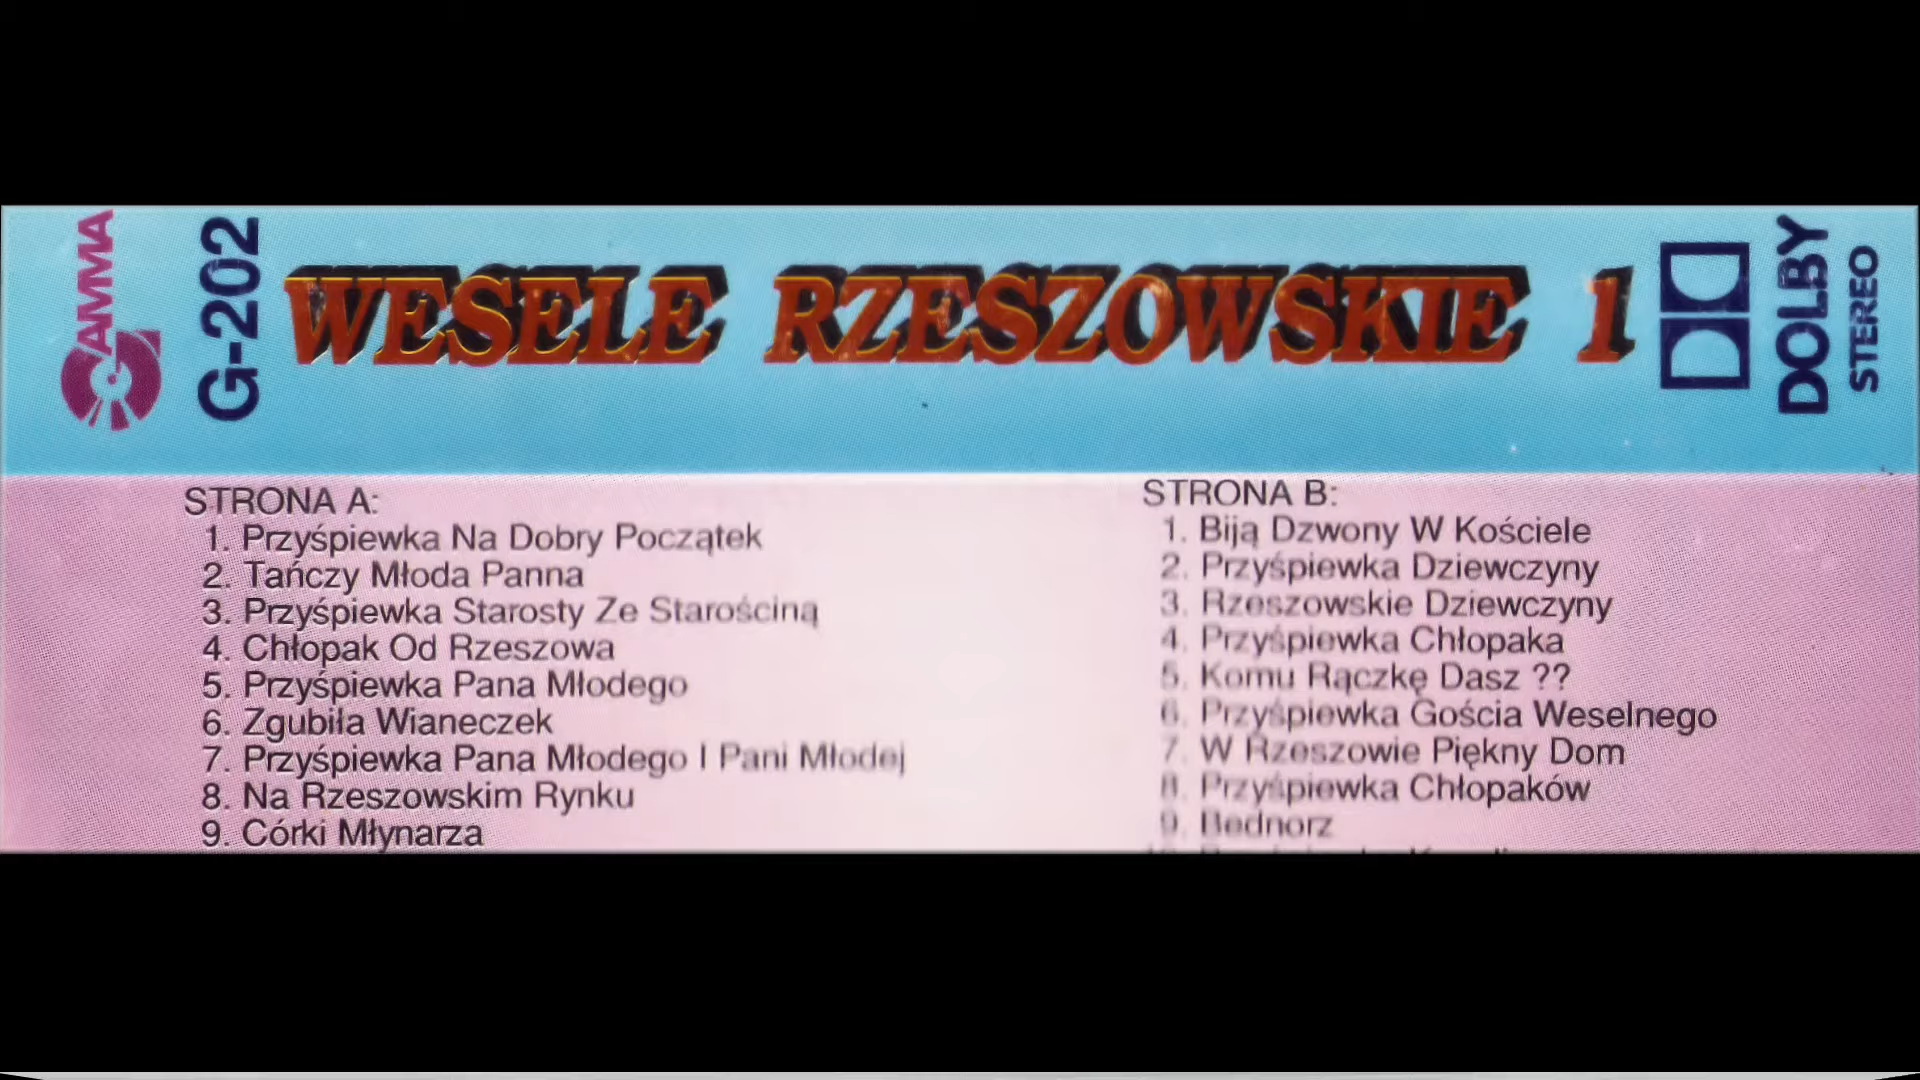 GAMMA
G-202
WESELE RZESZOWSKIE 1
DOLBY
STEREO
STRONA A:
1. Przyśpiewka Na Dobry Początek
2. Tańczy Młoda Panna
3. Przyśpiewka Starosty Ze Starościną
4. Chłopak Od Rzeszowa
5. Przyśpiewka Pana Młodego
6. Zgubiła Wianeczek
7. Przyśpiewka Pana Młodego I Pani Młodej
8. Na Rzeszowskim Rynku
9. Córki Młynarza
STRONA B:
1. Biją Dzwony W Kościele
2. Przyśpiewka Dziewczyny
3. Rzeszowskie Dziewczyny
4. Przyśpiewka Chłopaka
5. Komu Rączkę Dasz ??
6. Przyśpiewka Gościa Weselnego
7. W Rzeszowie Piękny Dom
8. Przyśpiewka Chłopaków
9. Bednorz